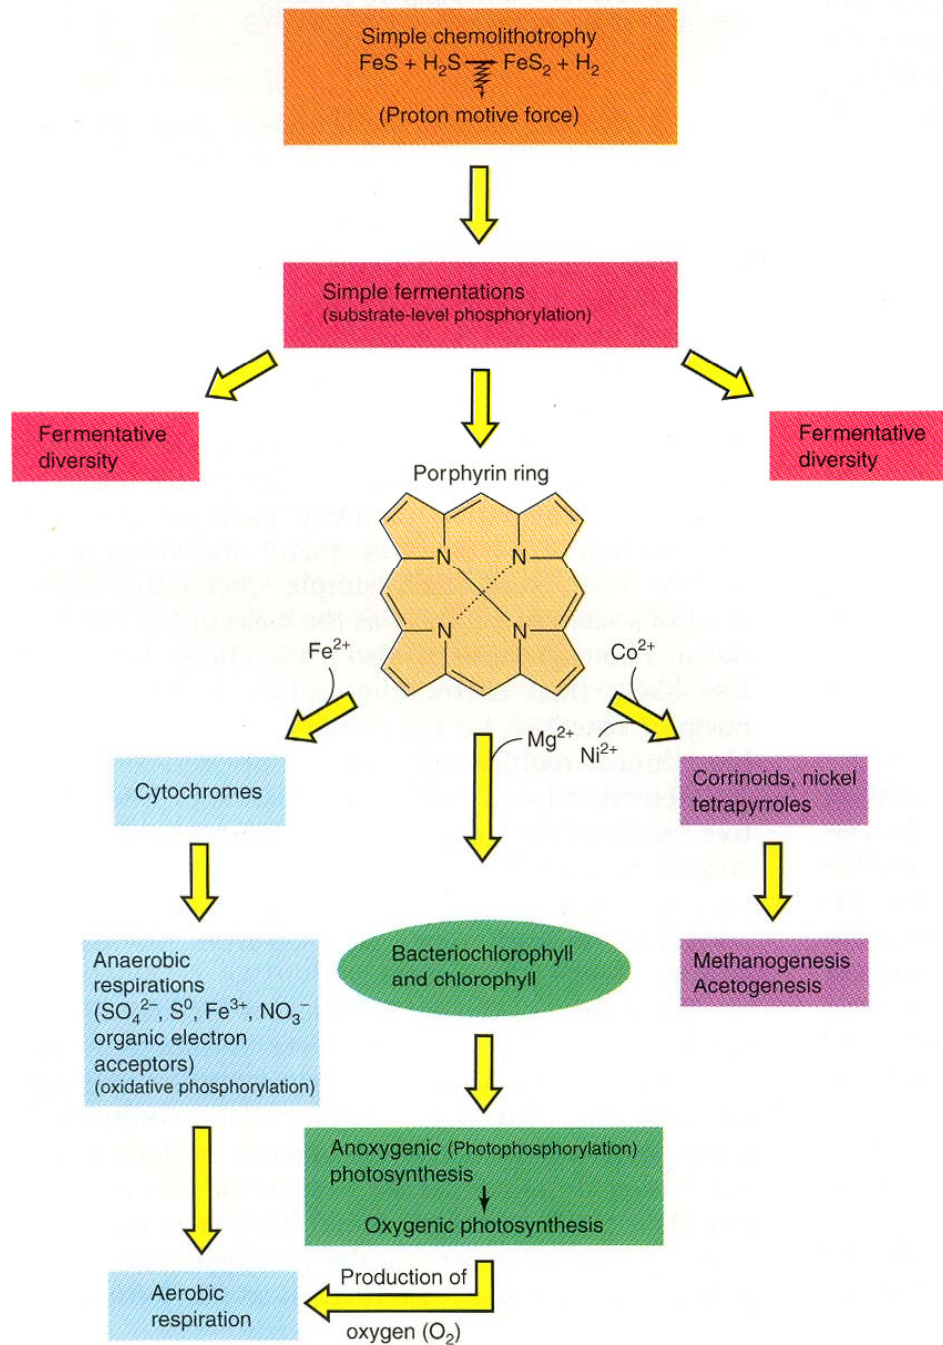 Simple chemolithotrophy
FeS + H₂S → FeS₂ + H₂
(Proton motive force)
Simple fermentations
(substrate-level phosphorylation)
Fermentative
diversity
Fermentative
diversity
Porphyrin ring
N N
N N
Fe²⁺
Co²⁺
Mg²⁺
Ni²⁺
Cytochromes
Corrinoids, nickel
tetrapyrroles
Anaerobic
respirations
(SO₄²⁻, S⁰, Fe³⁺, NO₃⁻
organic electron
acceptors)
(oxidative phosphorylation)
Bacteriochlorophyll
and chlorophyll
Methanogenesis
Acetogenesis
Anoxygenic (Photophosphorylation)
photosynthesis
Oxygenic photosynthesis
Aerobic
respiration
Production of
oxygen (O₂)